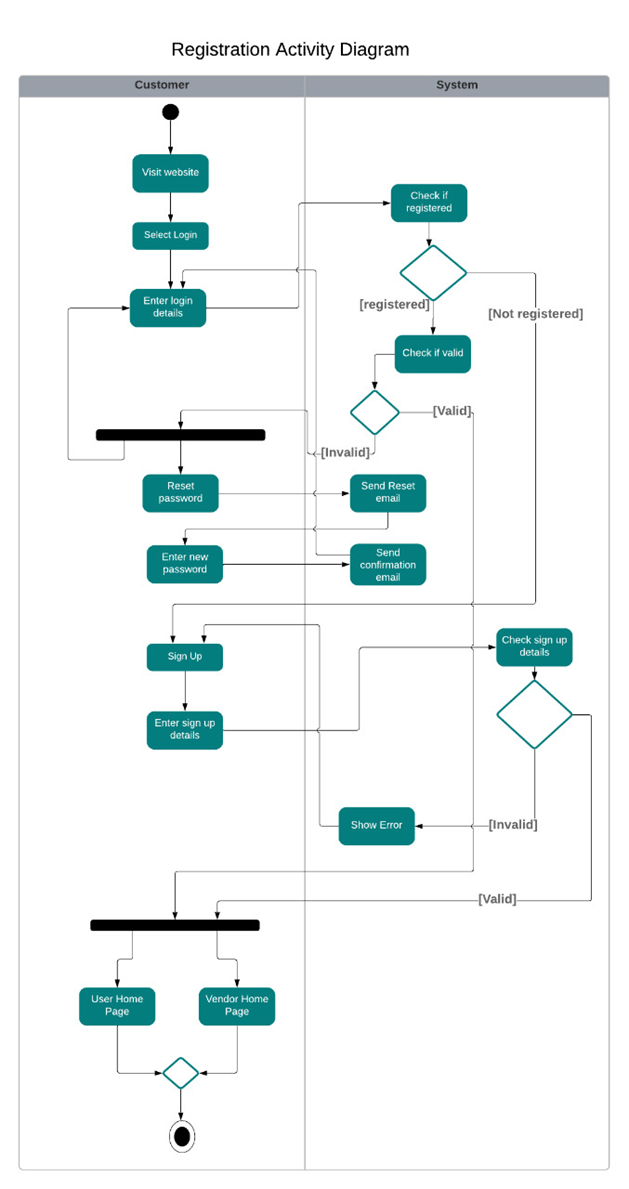 Registration Activity Diagram
Customer
System
Visit website
Check if
registered
Select Login
Enter login
details
[registered]
[Not registered]
Check if valid
[Valid]
[Invalid]
Reset
password
Send Reset
email
Enter new
password
Send
confirmation
email
Sign Up
Check sign up
details
Enter sign up
details
Show Error
[Invalid]
[Valid]
User Home
Page
Vendor Home
Page